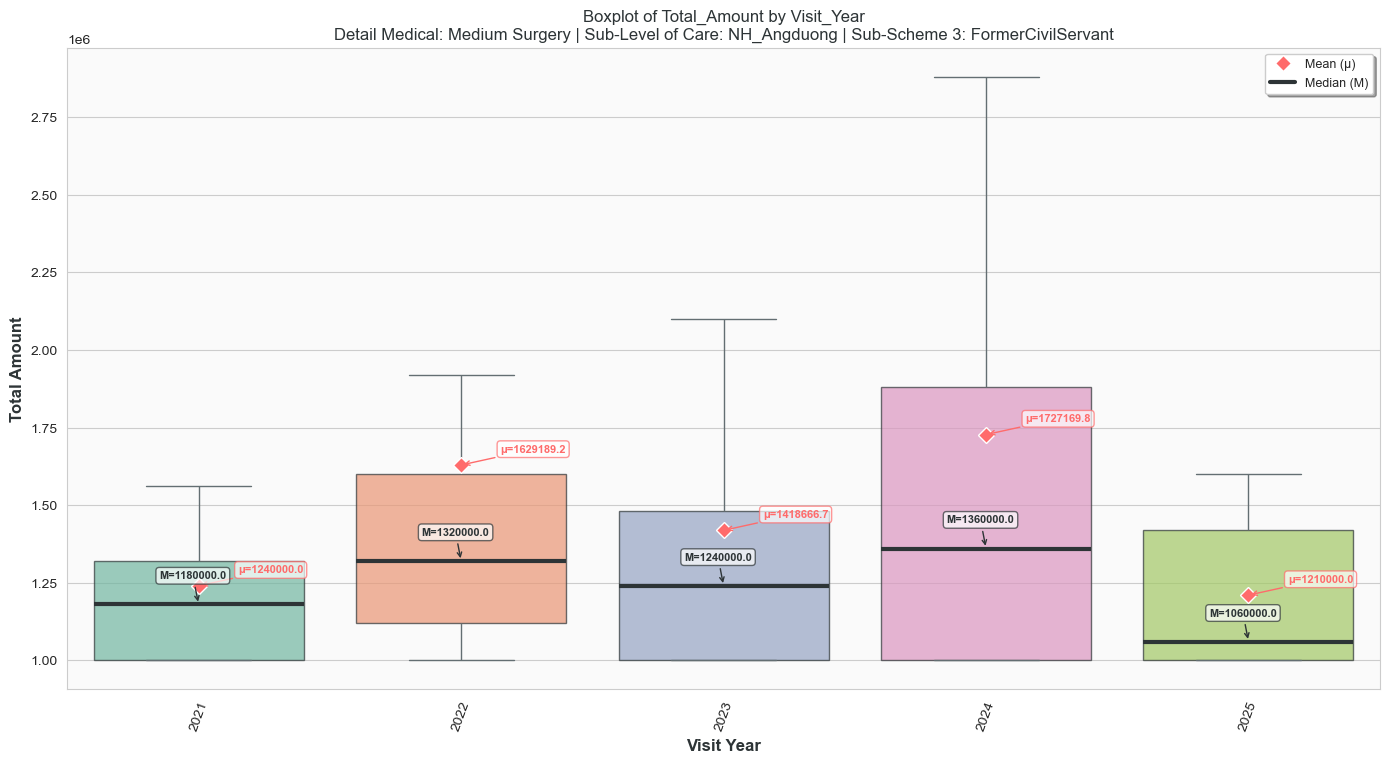 Boxplot of Total_Amount by Visit_Year
Detail Medical: Medium Surgery | Sub-Level of Care: NH_Angduong | Sub-Scheme 3: FormerCivilServant
1e6
Mean (μ)
Median (M)
2.75
2.50
2.25
2.00
1.75
1.50
1.25
1.00
Total Amount
M=1180000.0
μ=1240000.0
M=1320000.0
μ=1629189.2
M=1240000.0
μ=1418666.7
M=1360000.0
μ=1727169.8
M=1060000.0
μ=1210000.0
2021
2022
2023
2024
2025
Visit Year